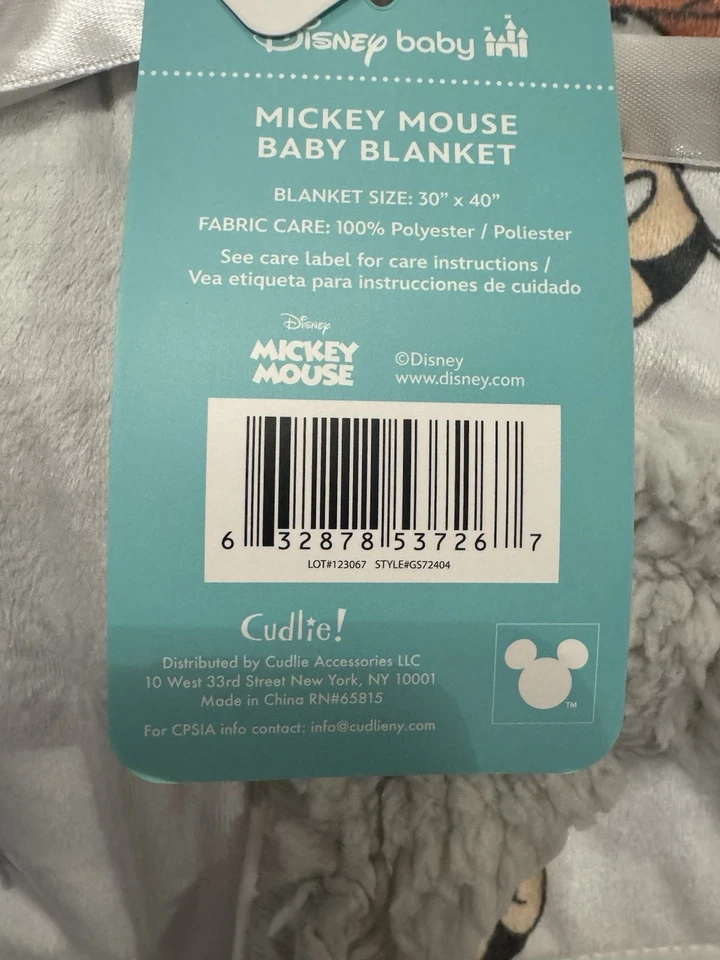 Disney baby
MICKEY MOUSE
BABY BLANKET
BLANKET SIZE: 30” x 40”
FABRIC CARE: 100% Polyester / Poliester
See care label for care instructions /
Vea etiqueta para instrucciones de cuidado
Disney
MICKEY
MOUSE
©Disney
www.disney.com
6 32878 53726 7
LOT#123067 STYLE#GS72404
Cudlie!
Distributed by Cudlie Accessories LLC
10 West 33rd Street New York, NY 10001
Made in China RN#65815
For CPSIA info contact: info@cudlieny.com
TM